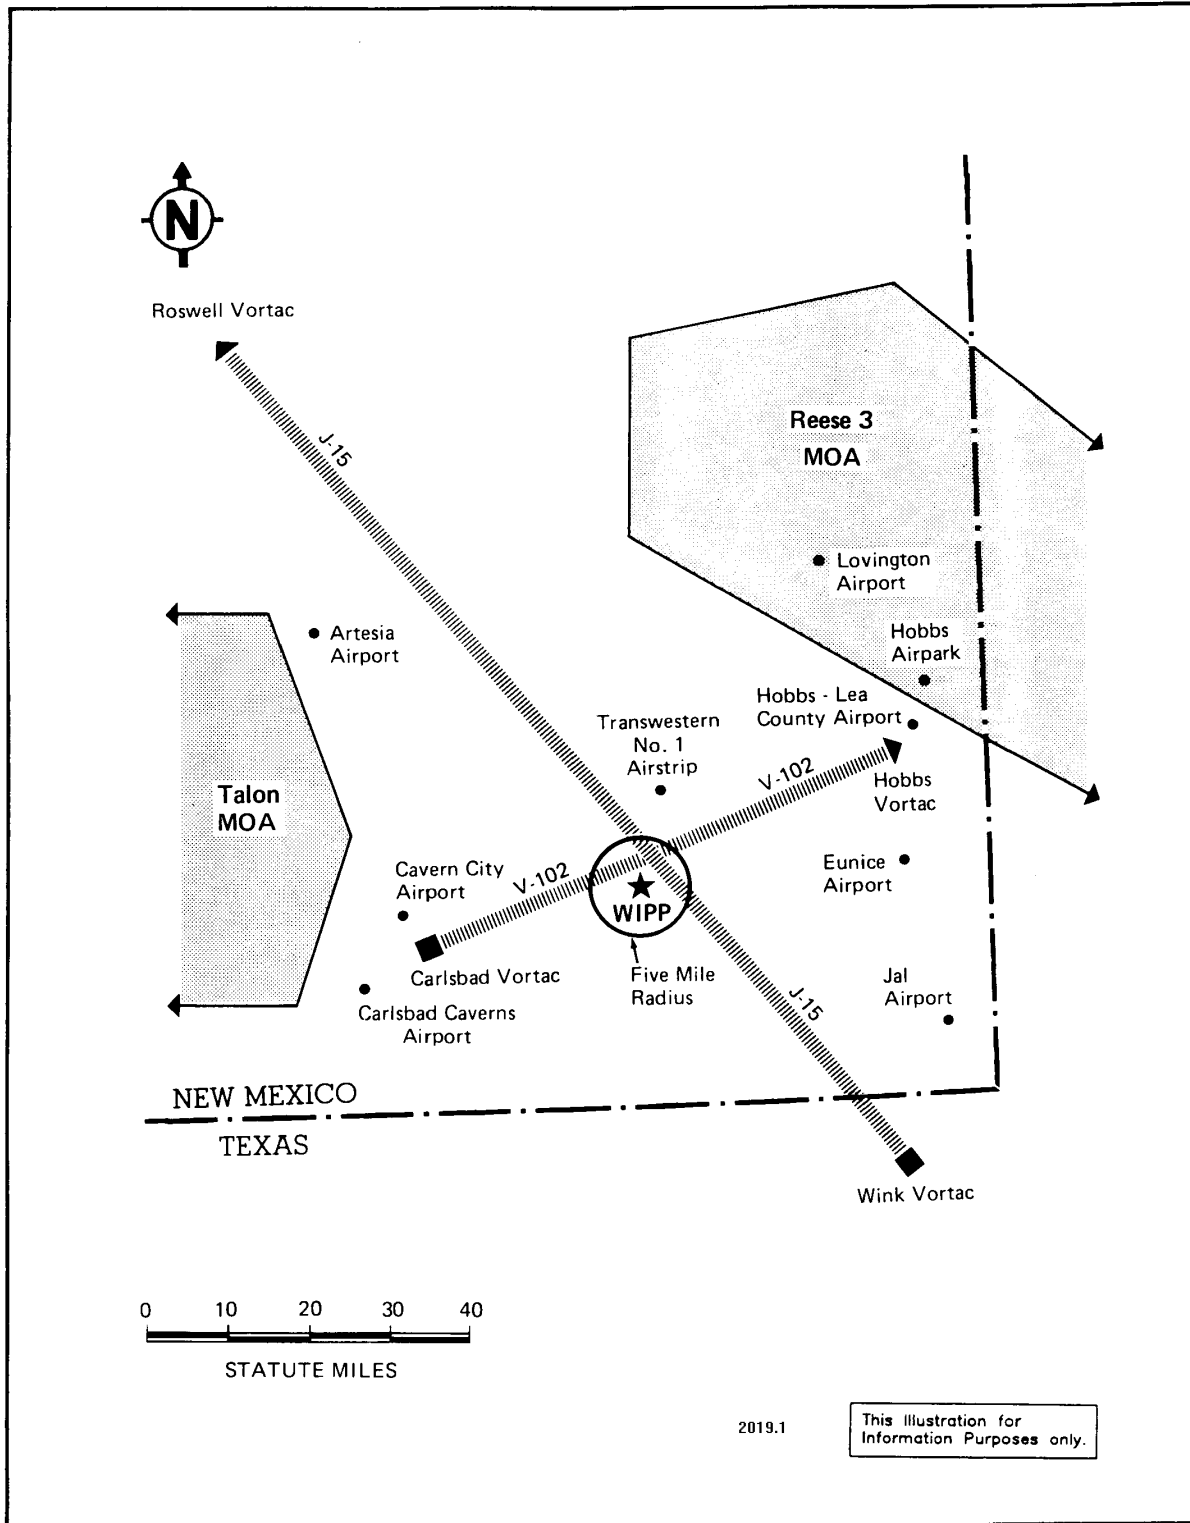 N
Roswell Vortac
J-15
Reese 3
MOA
Lovington
Airport
Artesia
Airport
Hobbs
Airpark
Hobbs - Lea
County Airport
Transwestern
No. 1
Airstrip
V-102
Hobbs
Vortac
Talon
MOA
Cavern City
Airport
V-102
Eunice
Airport
WIPP
Carlsbad Vortac
Five Mile
Radius
Jal
Airport
J-15
Carlsbad Caverns
Airport
NEW MEXICO
TEXAS
Wink Vortac
0 10 20 30 40
STATUTE MILES
2019.1
This Illustration for
Information Purposes only.